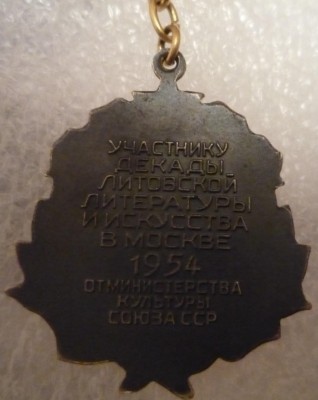 УЧАСТНИКУ
ДЕКАДЫ
ЛИТОВСКОЙ
ЛИТЕРАТУРЫ
И ИСКУССТВА
В МОСКВЕ
1954
ОТ МИНИСТЕРСТВА
КУЛЬТУРЫ
СОЮЗА ССР